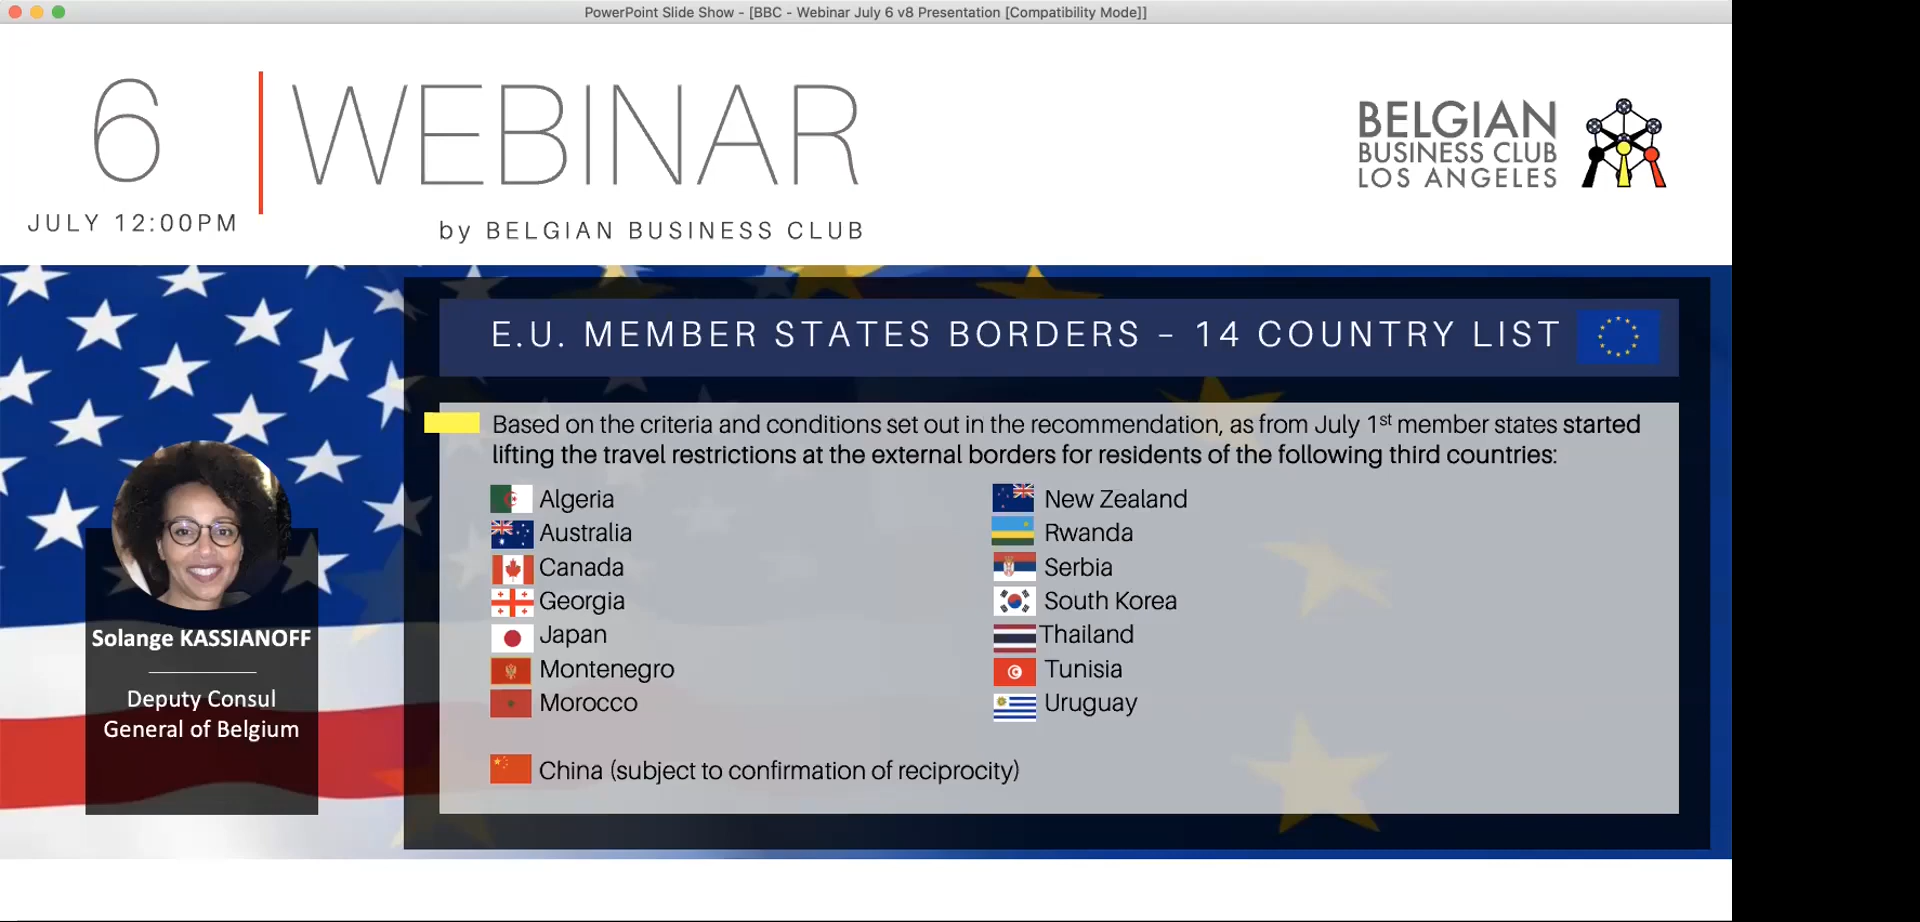 PowerPoint Slide Show - [BBC - Webinar July 6 v8 Presentation [Compatibility Mode]]
6
JULY 12:00PM
WEBINAR
by BELGIAN BUSINESS CLUB
BELGIAN
BUSINESS CLUB
LOS ANGELES
E.U. MEMBER STATES BORDERS – 14 COUNTRY LIST
Based on the criteria and conditions set out in the recommendation, as from July 1st member states started
lifting the travel restrictions at the external borders for residents of the following third countries:
Algeria
Australia
Canada
Georgia
Japan
Montenegro
Morocco
New Zealand
Rwanda
Serbia
South Korea
Thailand
Tunisia
Uruguay
China (subject to confirmation of reciprocity)
Solange KASSIANOFF
Deputy Consul
General of Belgium